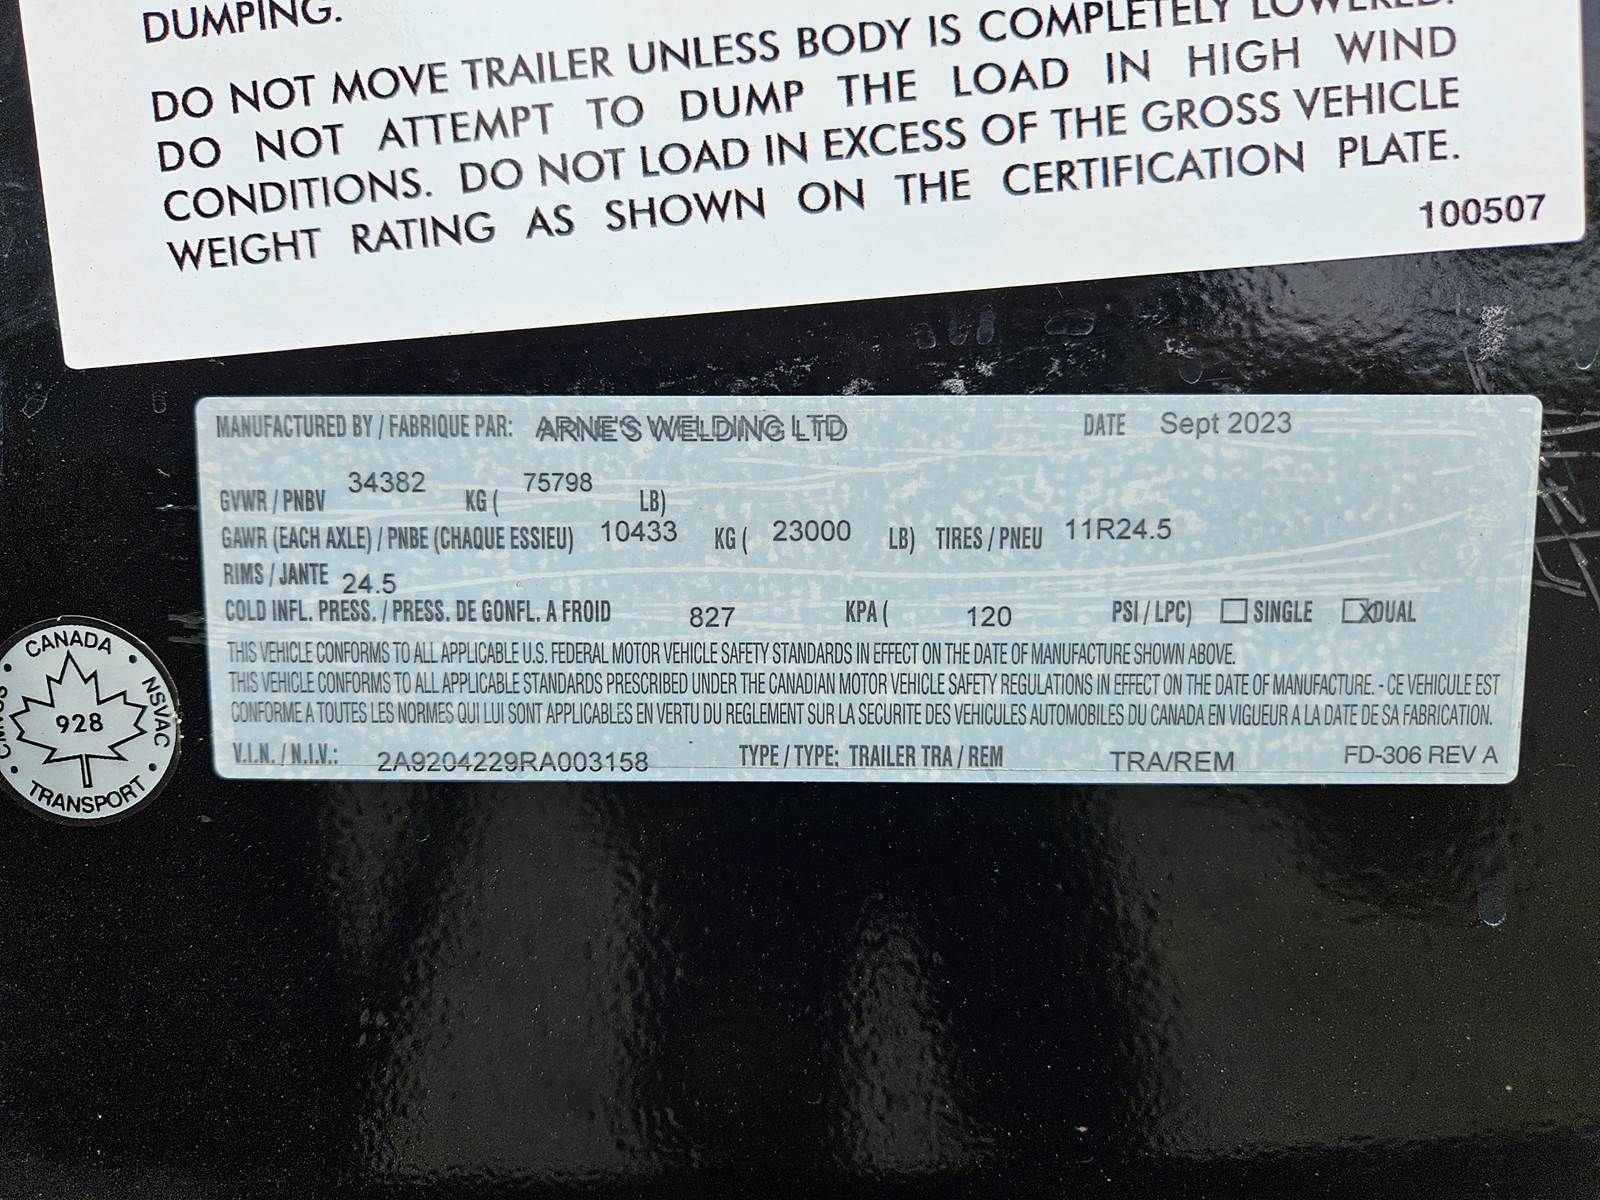 DUMPING.
DO NOT MOVE TRAILER UNLESS BODY IS COMPLETELY LOWERED.
DO NOT ATTEMPT TO DUMP THE LOAD IN HIGH WIND
CONDITIONS. DO NOT LOAD IN EXCESS OF THE GROSS VEHICLE
WEIGHT RATING AS SHOWN ON THE CERTIFICATION PLATE.
100507
MANUFACTURED BY / FABRIQUE PAR: ARNE'S WELDING LTD DATE Sept 2023
GVWR / PNBV 34382 KG ( 75798 LB)
GAWR (EACH AXLE) / PNBE (CHAQUE ESSIEU) 10433 KG ( 23000 LB) TIRES / PNEU 11R24.5
RIMS / JANTE 24.5
COLD INFL. PRESS. / PRESS. DE GONFL. A FROID 827 KPA ( 120 PSI / LPC) ☐ SINGLE ☒ DUAL
THIS VEHICLE CONFORMS TO ALL APPLICABLE U.S. FEDERAL MOTOR VEHICLE SAFETY STANDARDS IN EFFECT ON THE DATE OF MANUFACTURE SHOWN ABOVE.
THIS VEHICLE CONFORMS TO ALL APPLICABLE STANDARDS PRESCRIBED UNDER THE CANADIAN MOTOR VEHICLE SAFETY REGULATIONS IN EFFECT ON THE DATE OF MANUFACTURE. - CE VEHICULE EST
CONFORME A TOUTES LES NORMES QUI LUI SONT APPLICABLES EN VERTU DU REGLEMENT SUR LA SECURITE DES VEHICULES AUTOMOBILES DU CANADA EN VIGUEUR A LA DATE DE SA FABRICATION.
V.I.N. / N.I.V.: 2A9204229RA003158 TYPE / TYPE: TRAILER TRA / REM TRA/REM FD-306 REV A
CANADA
NSVAC
928
TRANSPORT